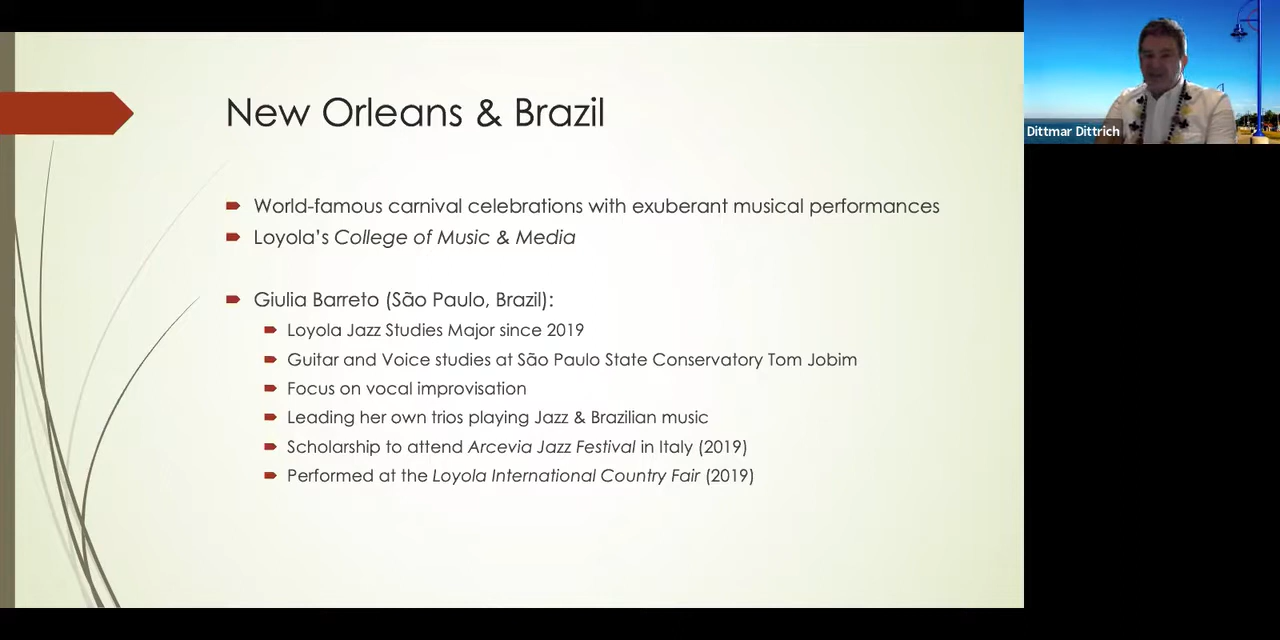 New Orleans & Brazil
World-famous carnival celebrations with exuberant musical performances
Loyola’s College of Music & Media
Giulia Barreto (São Paulo, Brazil):
Loyola Jazz Studies Major since 2019
Guitar and Voice studies at São Paulo State Conservatory Tom Jobim
Focus on vocal improvisation
Leading her own trios playing Jazz & Brazilian music
Scholarship to attend Arcevia Jazz Festival in Italy (2019)
Performed at the Loyola International Country Fair (2019)
Dittmar Dittrich